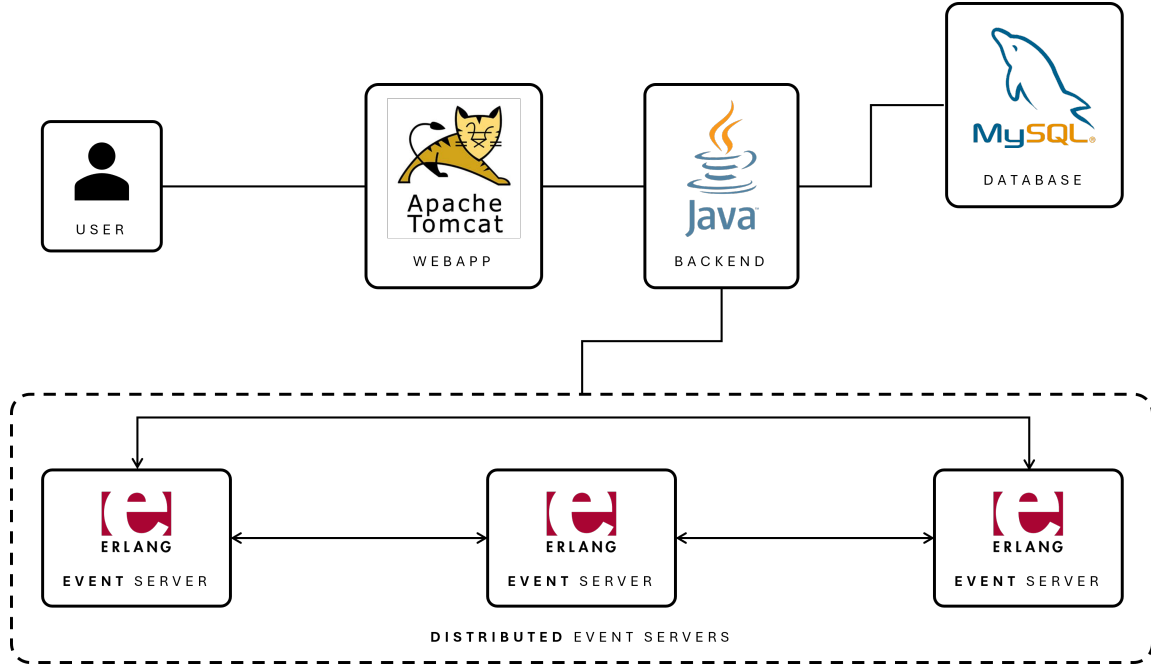 MySQL®
DATABASE
USER
Apache
Tomcat
WEBAPP
Java™
BACKEND
ERLANG
EVENT SERVER
ERLANG
EVENT SERVER
ERLANG
EVENT SERVER
DISTRIBUTED EVENT SERVERS